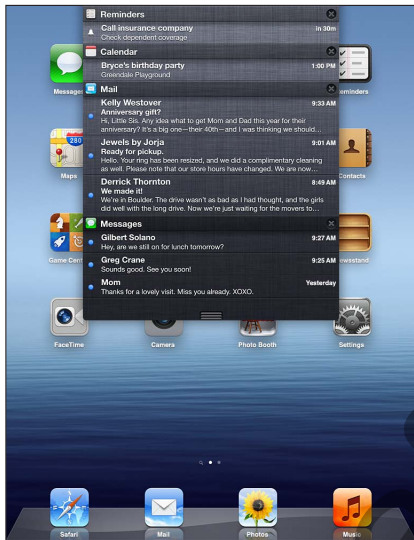 Reminders
Call insurance company in 30m
Check dependent coverage
Calendar
Bryce's birthday party 1:00 PM
Greendale Playground
Mail
Kelly Westover 9:33 AM
Anniversary gift?
Hi, Little Sis. Any idea what to get Mom and Dad this year for their
anniversary? It's a big one—their 40th—and I was thinking we should…
Jewels by Jorja 9:01 AM
Ready for pickup.
Hello. Your ring has been resized, and we did a complimentary cleaning
as well. Please note that our store hours have changed. We are now…
Derrick Thornton 8:49 AM
We made it!
We're in Boulder. The drive wasn't as bad as I had thought, and the girls
did well with the long drive. Now we're just waiting for the movers to…
Messages
Gilbert Solano 9:27 AM
Hey, are we still on for lunch tomorrow?
Greg Crane 9:25 AM
Sounds good. See you soon!
Mom Yesterday
Thanks for a lovely visit. Miss you already. XOXO.
Messages eminders
280
Maps Contacts
Game Cent ewsstand
FaceTime Camera Photo Booth Settings
Safari Mail Photos Music